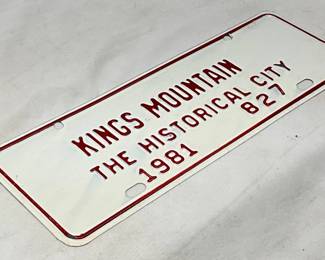 KINGS MOUNTAIN
THE HISTORICAL CITY
1981 827